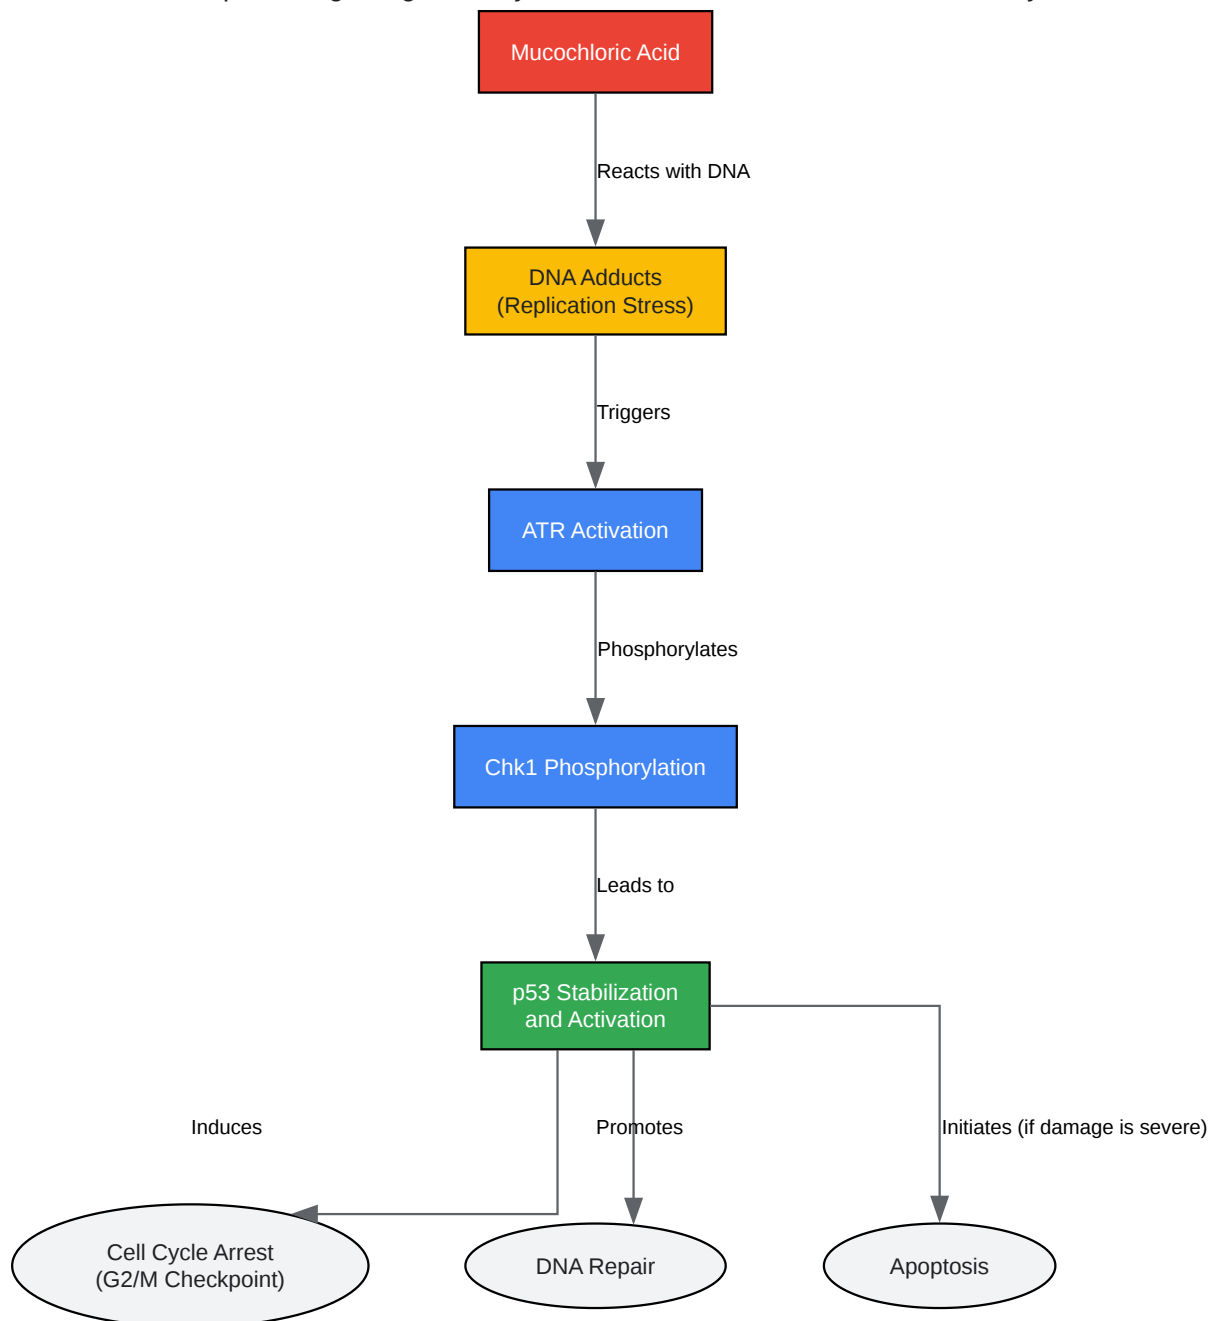 Mucochloric Acid
Reacts with DNA
DNA Adducts
(Replication Stress)
Triggers
ATR Activation
Phosphorylates
Chk1 Phosphorylation
Leads to
p53 Stabilization
and Activation
Induces
Promotes
Initiates (if damage is severe)
Cell Cycle Arrest
(G2/M Checkpoint)
DNA Repair
Apoptosis